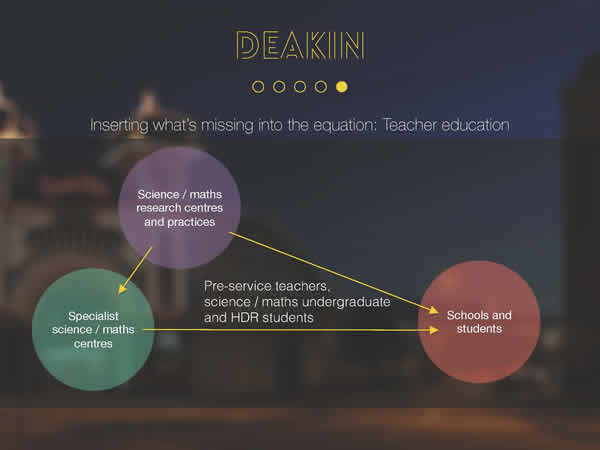 DEAKIN
Inserting what's missing into the equation: Teacher education
Science / maths
research centres
and practices
Pre-service teachers,
science / maths undergraduate
and HDR students
Specialist
science / maths
centres
Schools and
students